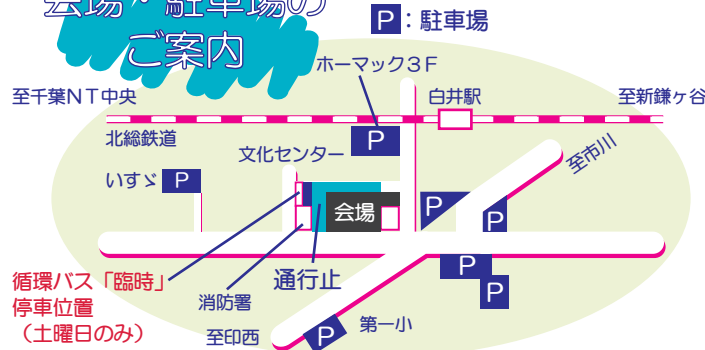 会場・駐車場の
ご案内
P：駐車場
ホーマック３Ｆ
至千葉ＮＴ中央
白井駅
至新鎌ヶ谷
北総鉄道
文化センター
P
至市川
いすゞ P
会場
P
P
通行止
P
P
循環バス「臨時」
停車位置
（土曜日のみ）
消防署
至印西
P
第一小